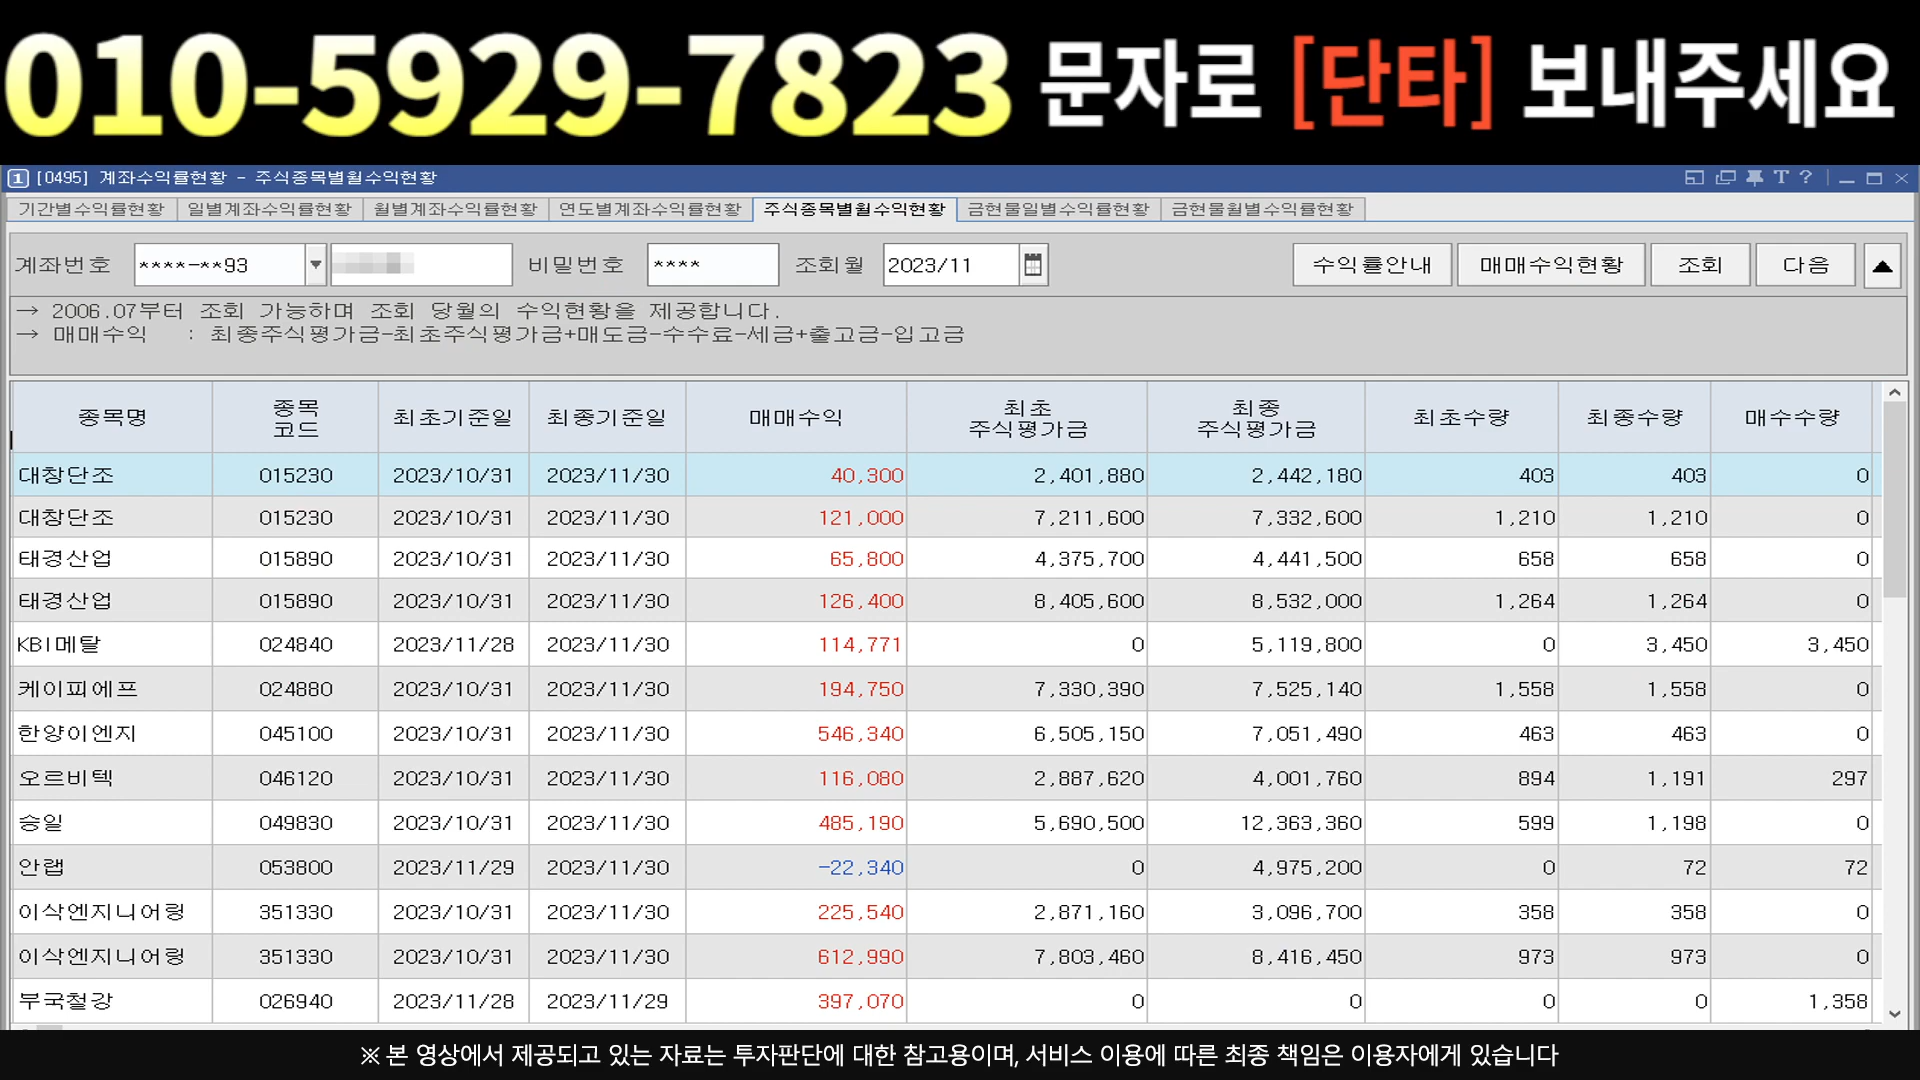 010-5929-7823 문자로 [단타] 보내주세요
1 [0495] 계좌수익률현황 - 주식종목별월수익현황
기간별수익률현황 일별계좌수익률현황 월별계좌수익률현황 연도별계좌수익률현황 주식종목별월수익현황 금현물일별수익률현황 금현물월별수익률현황
계좌번호 ****-**93 비밀번호 **** 조회월 2023/11 수익률안내 매매수익현황 조회 다음
→ 2006.07부터 조회 가능하며 조회 당월의 수익현황을 제공합니다.
→ 매매수익 : 최종주식평가금-최초주식평가금+매도금-수수료-세금+출고금-입고금
종목명 종목코드 최초기준일 최종기준일 매매수익 최초주식평가금 최종주식평가금 최초수량 최종수량 매수수량
대창단조 015230 2023/10/31 2023/11/30 40,300 2,401,880 2,442,180 403 403 0
대창단조 015230 2023/10/31 2023/11/30 121,000 7,211,600 7,332,600 1,210 1,210 0
태경산업 015890 2023/10/31 2023/11/30 65,800 4,375,700 4,441,500 658 658 0
태경산업 015890 2023/10/31 2023/11/30 126,400 8,405,600 8,532,000 1,264 1,264 0
KBI메탈 024840 2023/11/28 2023/11/30 114,771 0 5,119,800 0 3,450 3,450
케이피에프 024880 2023/10/31 2023/11/30 194,750 7,330,390 7,525,140 1,558 1,558 0
한양이엔지 045100 2023/10/31 2023/11/30 546,340 6,505,150 7,051,490 463 463 0
오르비텍 046120 2023/10/31 2023/11/30 116,080 2,887,620 4,001,760 894 1,191 297
승일 049830 2023/10/31 2023/11/30 485,190 5,690,500 12,363,360 599 1,198 0
안랩 053800 2023/11/29 2023/11/30 -22,340 0 4,975,200 0 72 72
이삭엔지니어링 351330 2023/10/31 2023/11/30 225,540 2,871,160 3,096,700 358 358 0
이삭엔지니어링 351330 2023/10/31 2023/11/30 612,990 7,803,460 8,416,450 973 973 0
부국철강 026940 2023/11/28 2023/11/29 397,070 0 0 0 0 1,358
※ 본 영상에서 제공되고 있는 자료는 투자판단에 대한 참고용이며, 서비스 이용에 따른 최종 책임은 이용자에게 있습니다